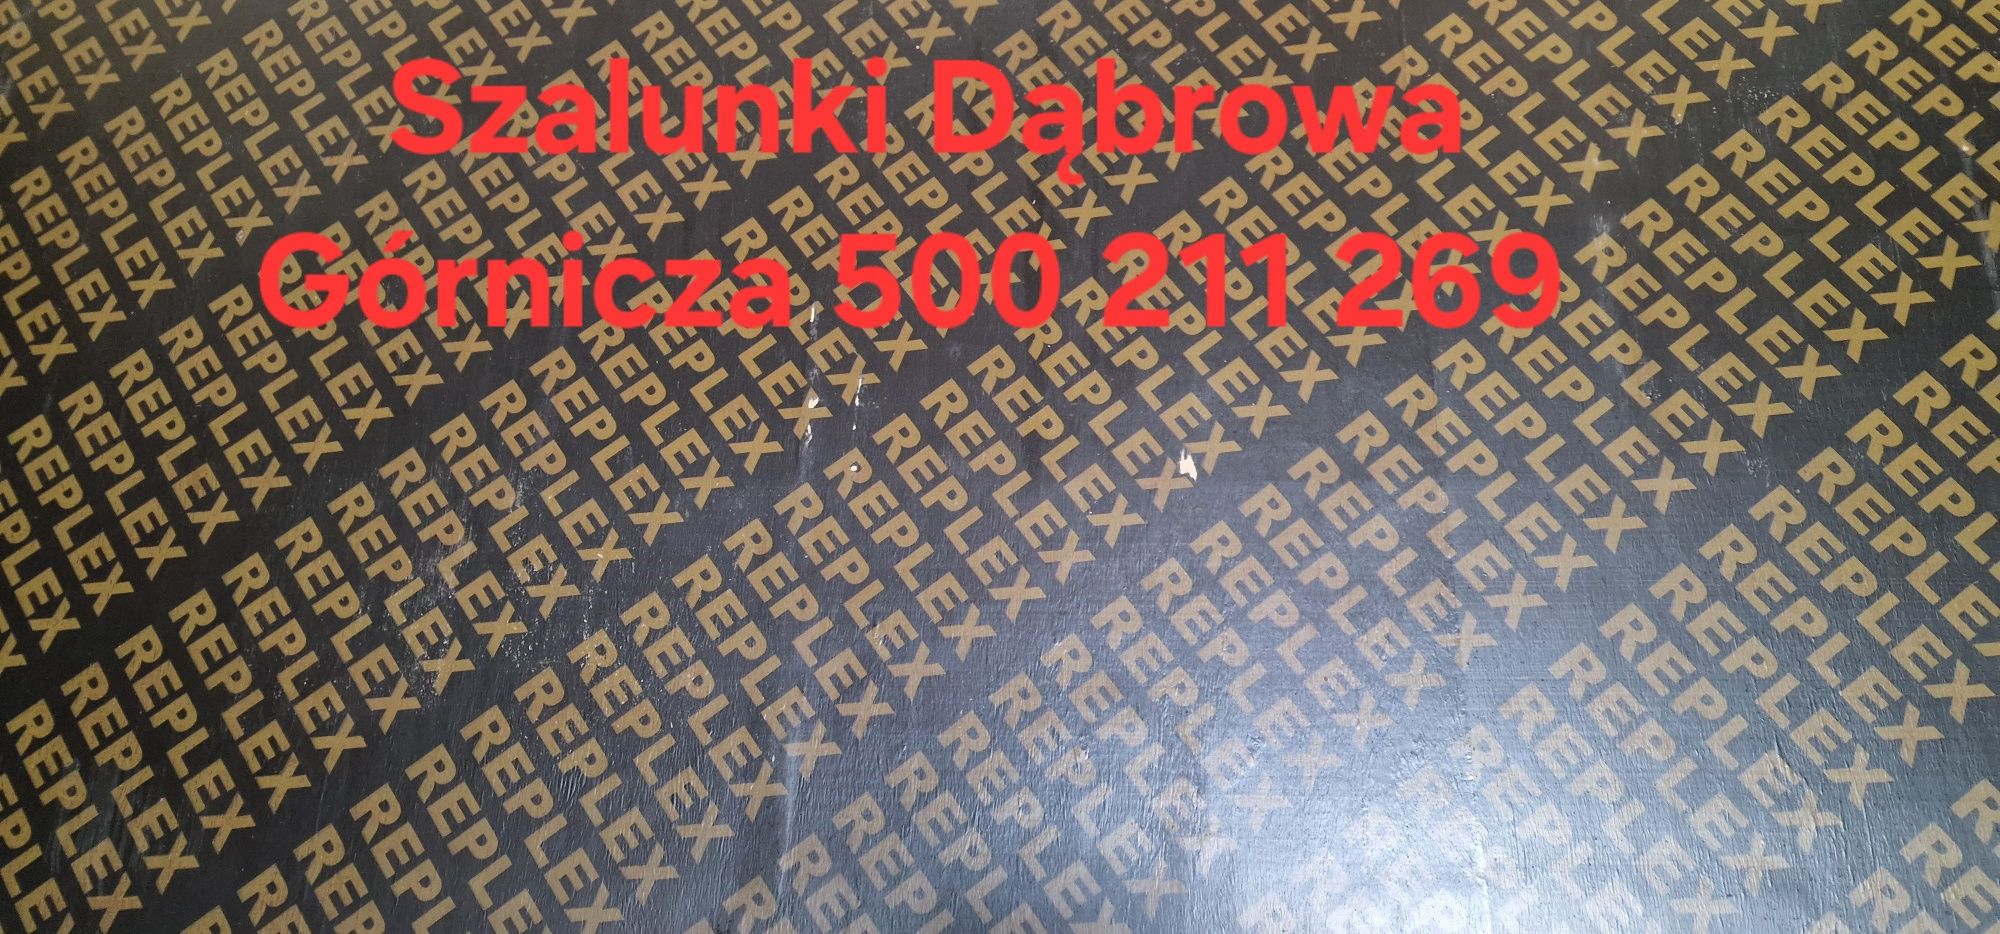 Szalunki Dąbrowa
Górnicza 500 211 269
REPLEX